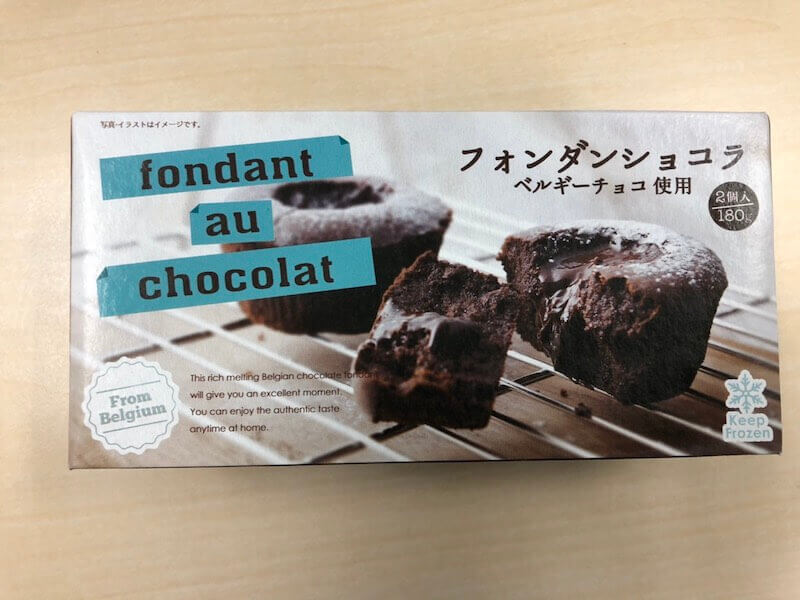 写真・イラストはイメージです。
fondant
au
chocolat
フォンダンショコラ
ベルギーチョコ使用
2個入
180g
This rich melting Belgian chocolate fondant
will give you an excellent moment.
You can enjoy the authentic taste
anytime at home.
From
Belgium
Keep
Frozen